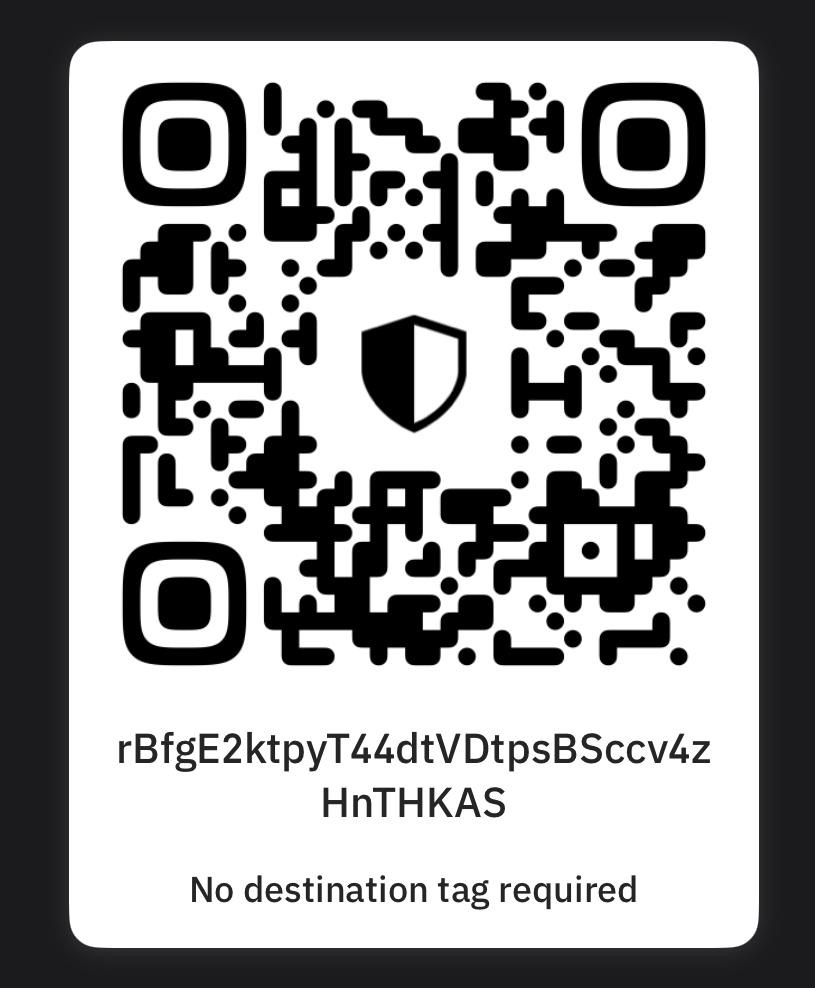 rBfgE2ktpyT44dtVDtpsBSccv4z
HnTHKAS
No destination tag required